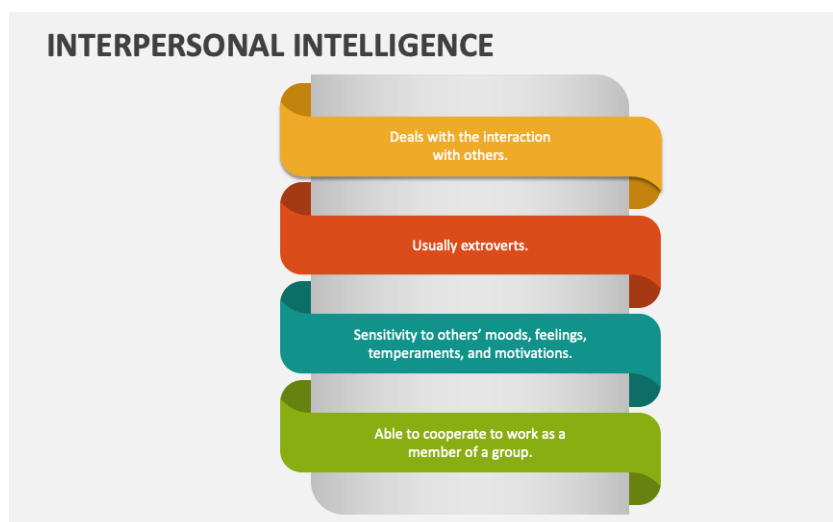 INTERPERSONAL INTELLIGENCE
Deals with the interaction
with others.
Usually extroverts.
Sensitivity to others’ moods, feelings,
temperaments, and motivations.
Able to cooperate to work as a
member of a group.